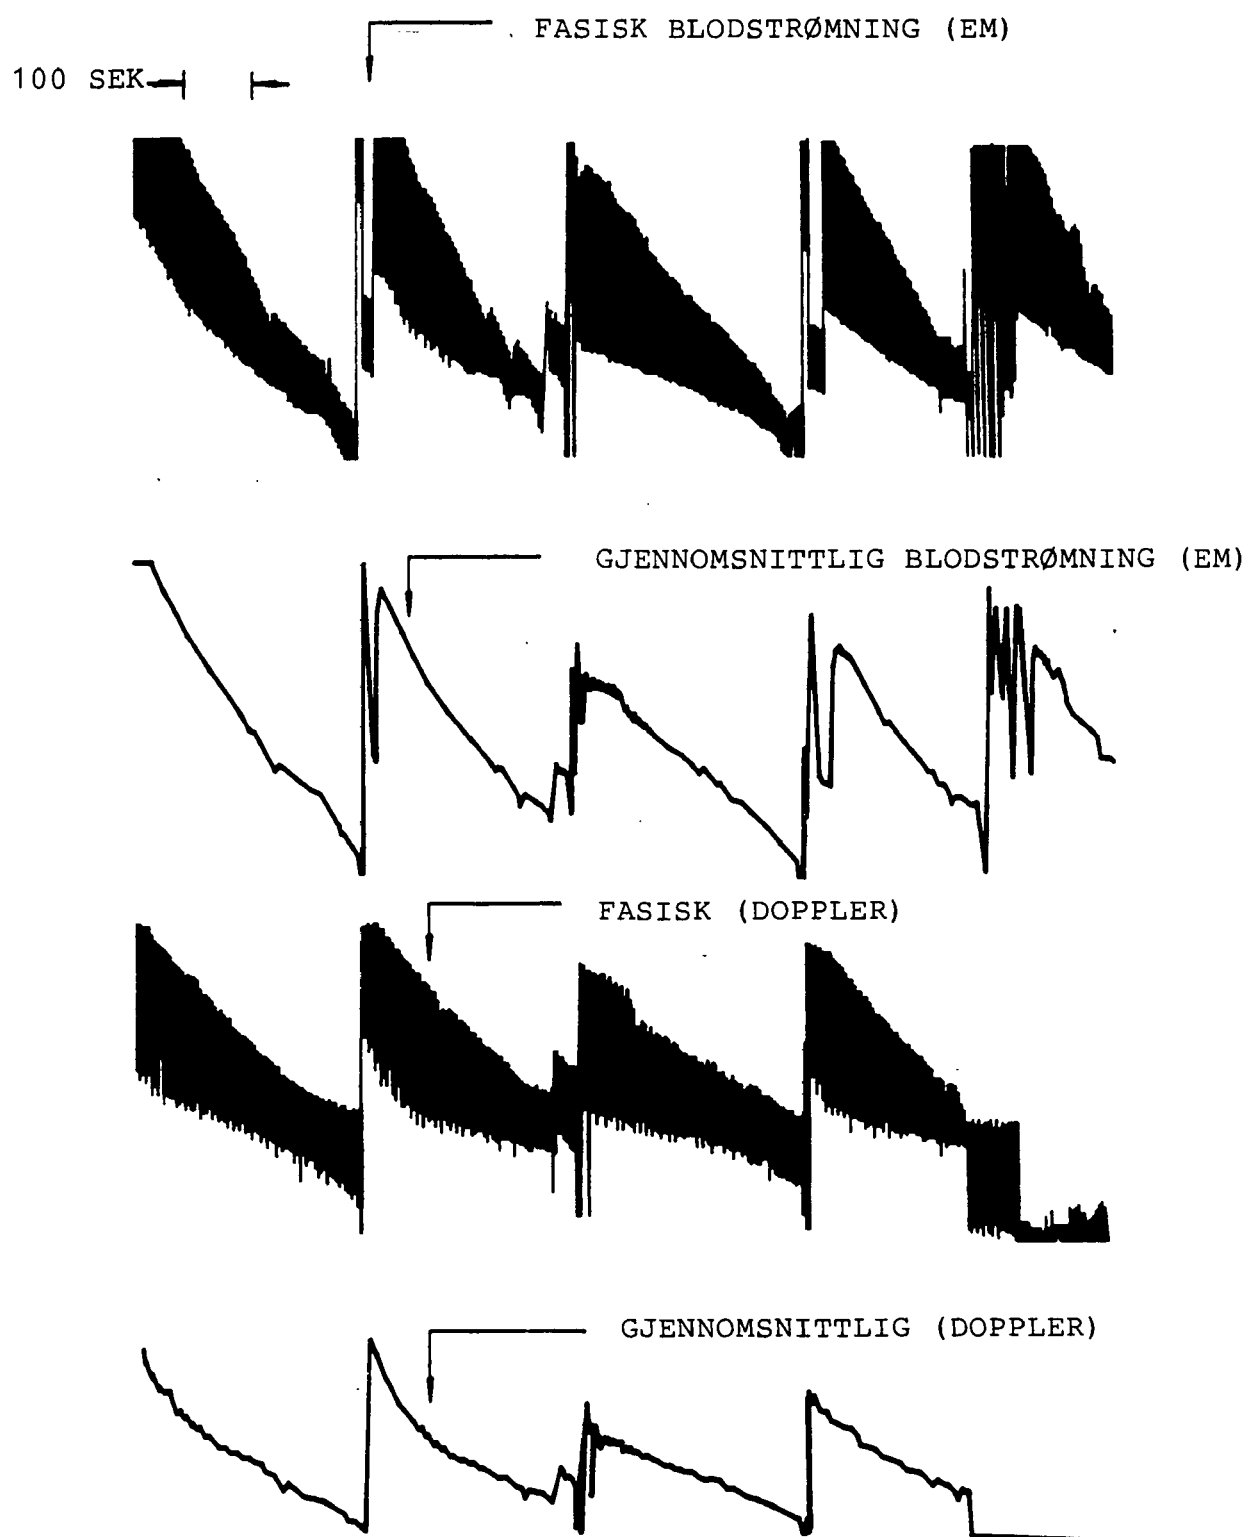 FASISK BLODSTRØMNING (EM)
100 SEK
GJENNOMSNITTLIG BLODSTRØMNING (EM)
FASISK (DOPPLER)
GJENNOMSNITTLIG (DOPPLER)